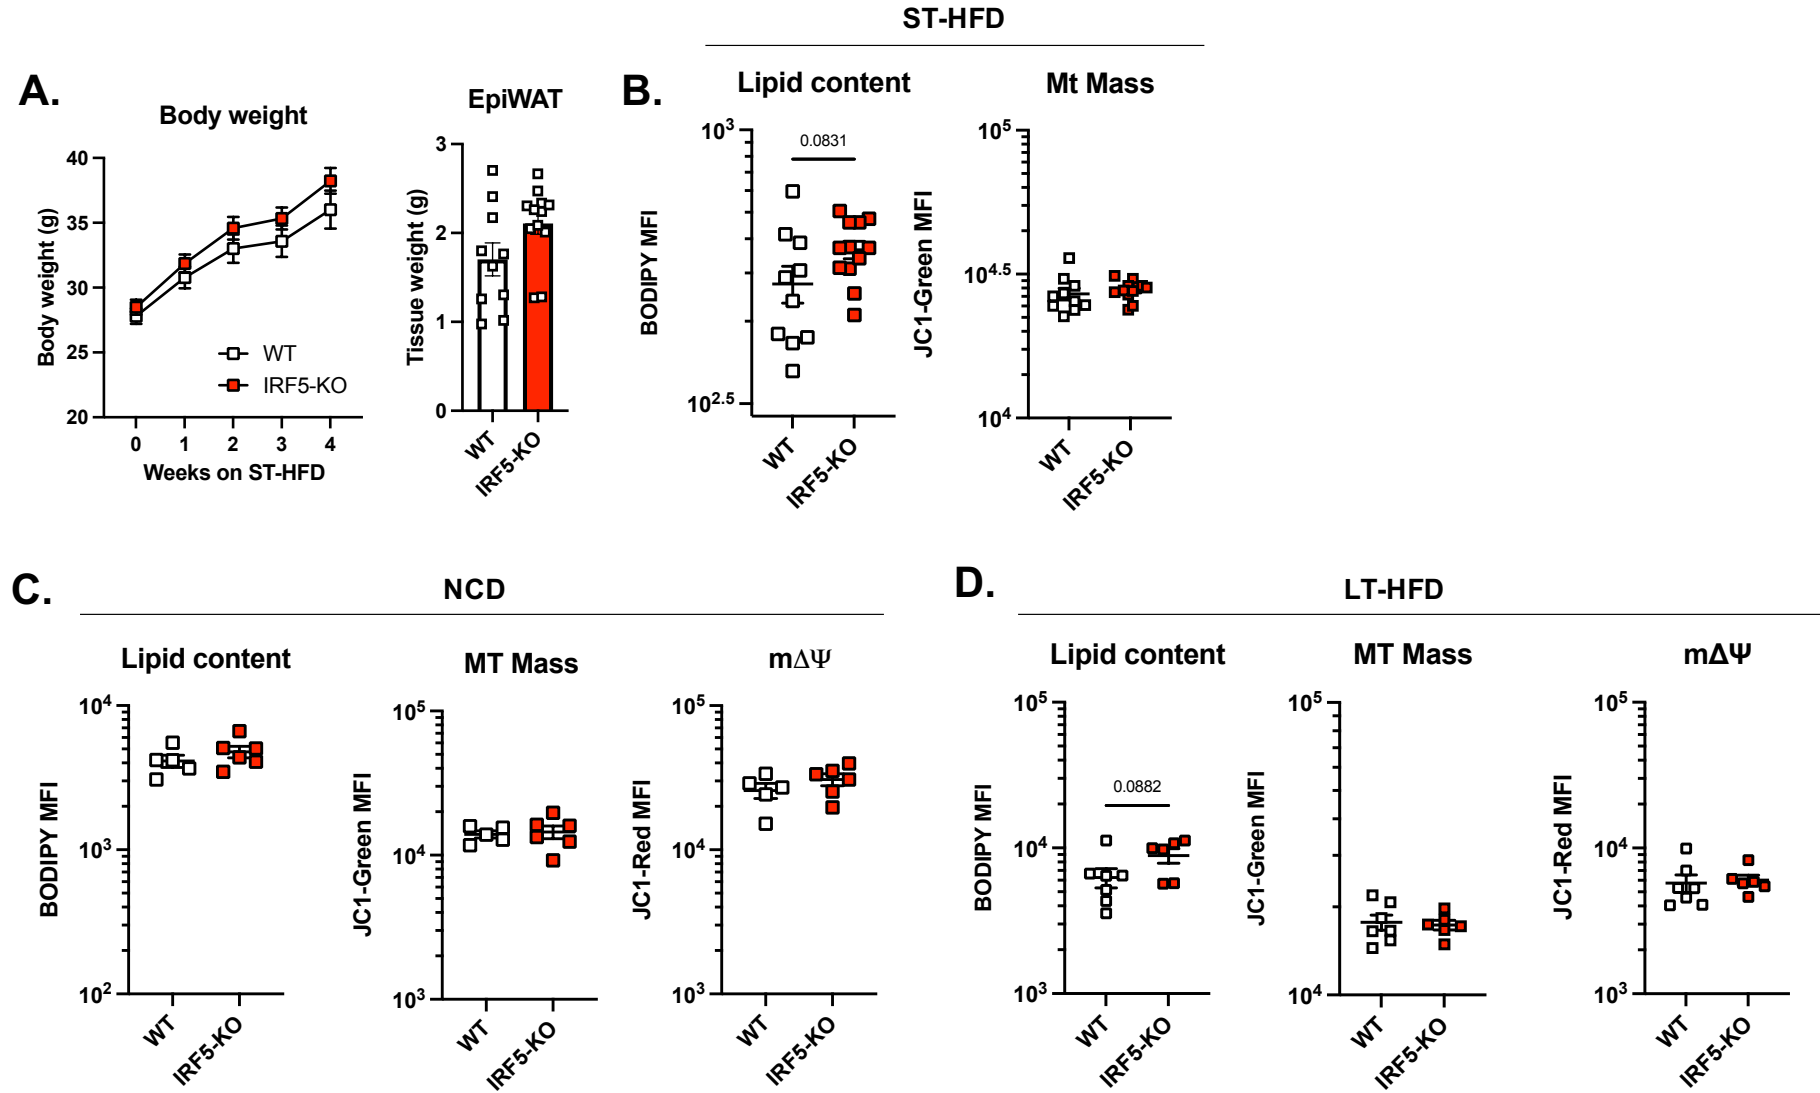 ST-HFD
A.
Body weight
Body weight (g)
40
35
30
25
20
WT
IRF5-KO
0 1 2 3 4
Weeks on ST-HFD
EpiWAT
Tissue weight (g)
3
2
1
0
WT
IRF5-KO
B.
Lipid content
BODIPY MFI
10^3
10^2.5
0.0831
WT
IRF5-KO
Mt Mass
JC1-Green MFI
10^5
10^4.5
10^4
WT
IRF5-KO
C.
NCD
Lipid content
BODIPY MFI
10^4
10^3
10^2
WT
IRF5-KO
MT Mass
JC1-Green MFI
10^5
10^4
10^3
WT
IRF5-KO
mΔΨ
JC1-Red MFI
10^5
10^4
10^3
WT
IRF5-KO
D.
LT-HFD
Lipid content
BODIPY MFI
10^5
10^4
10^3
0.0882
WT
IRF5-KO
MT Mass
JC1-Green MFI
10^5
10^4
WT
IRF5-KO
mΔΨ
JC1-Red MFI
10^5
10^4
10^3
WT
IRF5-KO